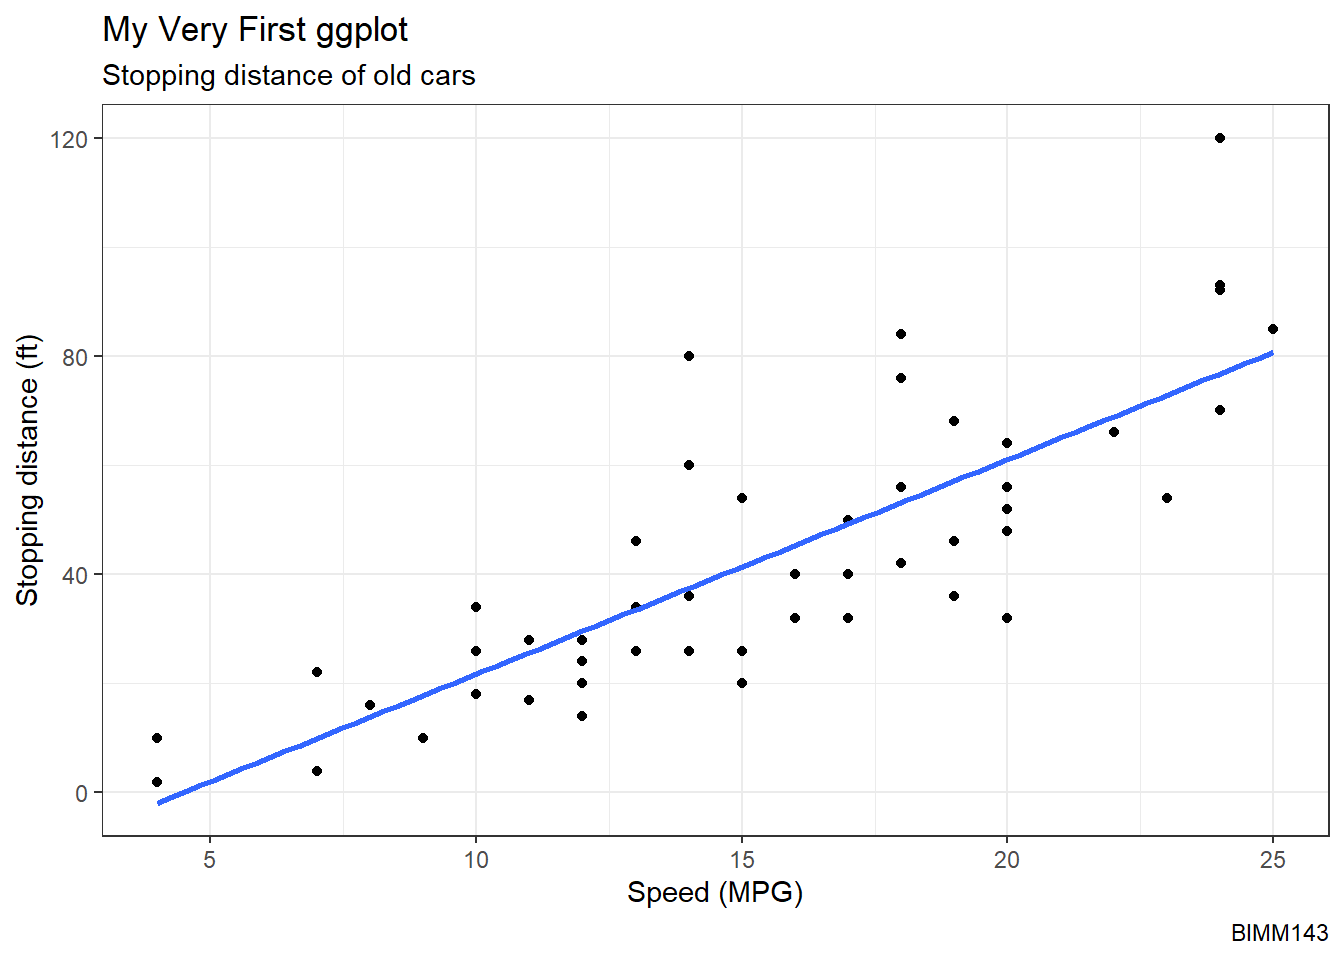 My Very First ggplot
Stopping distance of old cars
Stopping distance (ft)
120
80
40
0
5 10 15 20 25
Speed (MPG)
BIMM143